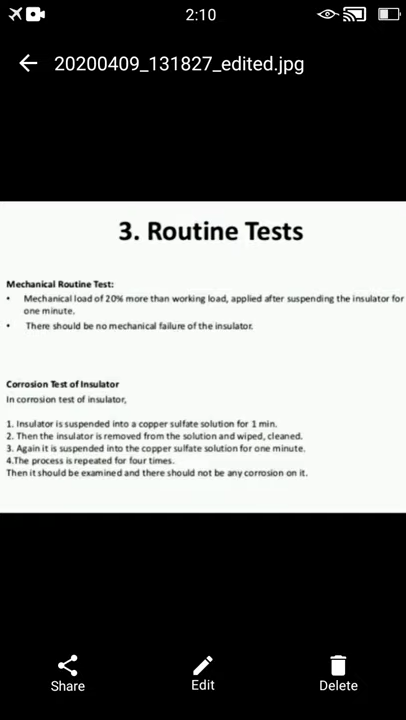 2:10
20200409_131827_edited.jpg
3. Routine Tests
Mechanical Routine Test:
• Mechanical load of 20% more than working load, applied after suspending the insulator for
one minute.
• There should be no mechanical failure of the insulator.
Corrosion Test of Insulator
In corrosion test of insulator,
1. Insulator is suspended into a copper sulfate solution for 1 min.
2. Then the insulator is removed from the solution and wiped, cleaned.
3. Again it is suspended into the copper sulfate solution for one minute.
4.The process is repeated for four times.
Then it should be examined and there should not be any corrosion on it.
Share
Edit
Delete